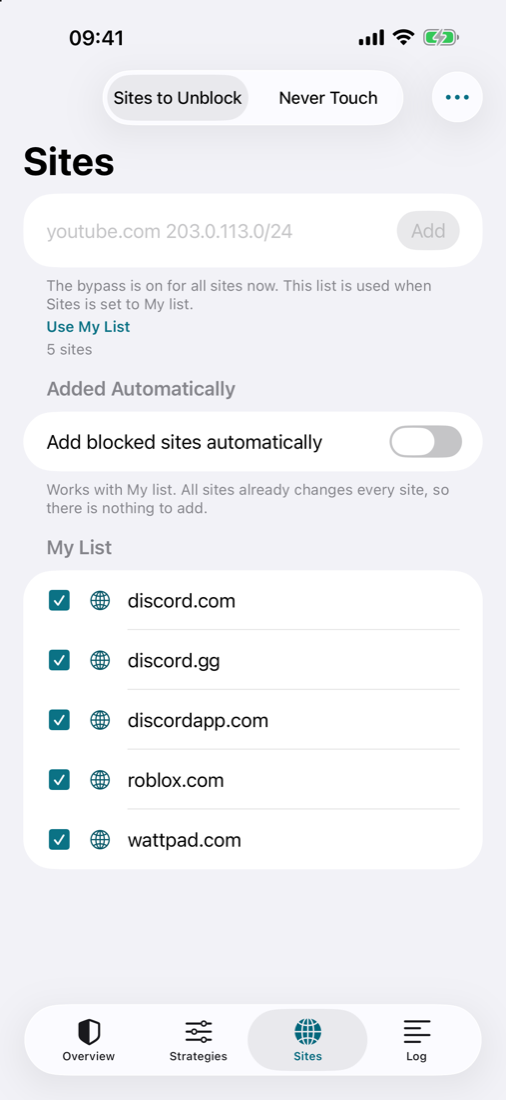 09:41
Sites to Unblock
Never Touch
Sites
youtube.com 203.0.113.0/24
Add
The bypass is on for all sites now. This list is used when
Sites is set to My list.
Use My List
5 sites
Added Automatically
Add blocked sites automatically
Works with My list. All sites already changes every site, so
there is nothing to add.
My List
discord.com
discord.gg
discordapp.com
roblox.com
wattpad.com
Overview
Strategies
Sites
Log